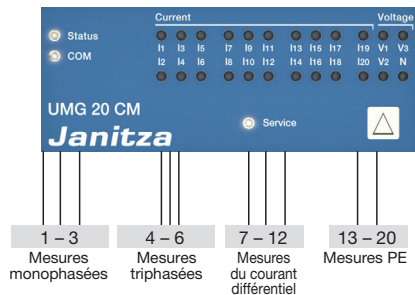 Current Voltage
Status I1 I3 I5 I7 I9 I11 I13 I15 I17 I19 V1 V3
COM I2 I4 I6 I8 I10 I12 I14 I16 I18 I20 V2 N
UMG 20 CM
Janitza
Service
1 – 3 4 – 6 7 – 12 13 – 20
Mesures Mesures Mesures Mesures PE
monophasées triphasées du courant
différentiel